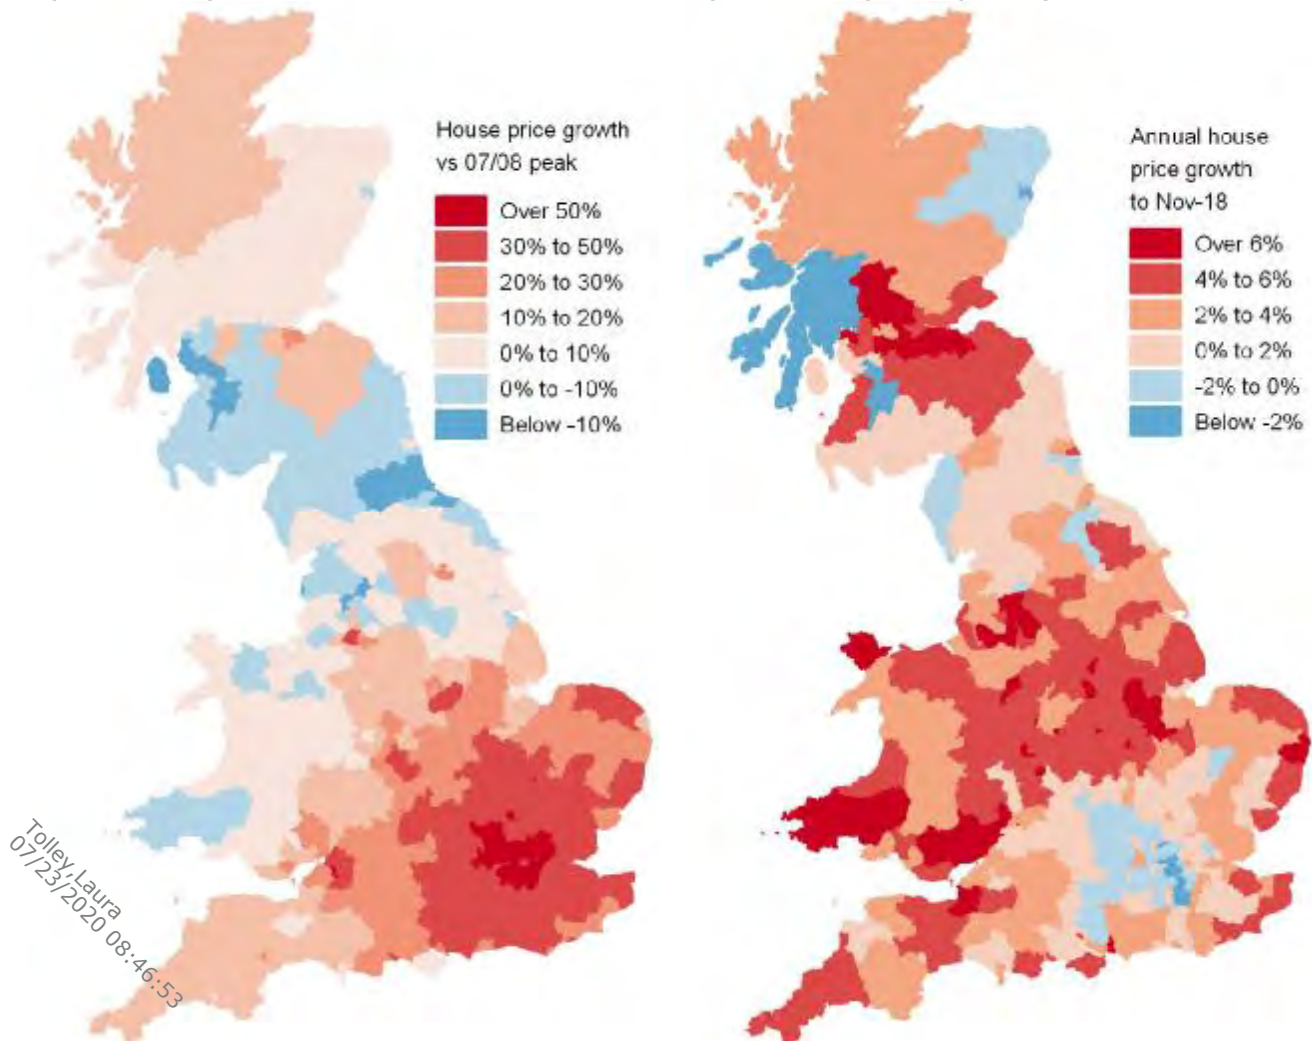 House price growth
vs 07/08 peak
Over 50%
30% to 50%
20% to 30%
10% to 20%
0% to 10%
0% to -10%
Below -10%
Annual house
price growth
to Nov-18
Over 6%
4% to 6%
2% to 4%
0% to 2%
-2% to 0%
Below -2%
Tolley, Laura
07/23/2020 08:46:53